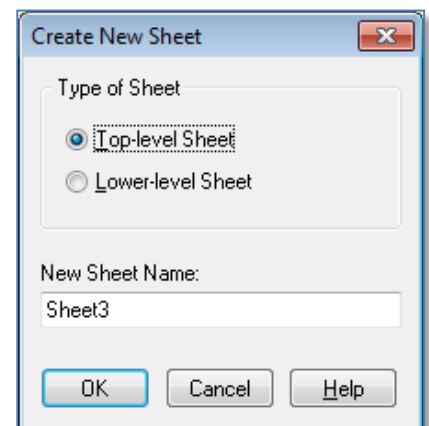 Create New Sheet
Type of Sheet
Top-level Sheet
Lower-level Sheet
New Sheet Name:
Sheet3
OK Cancel Help